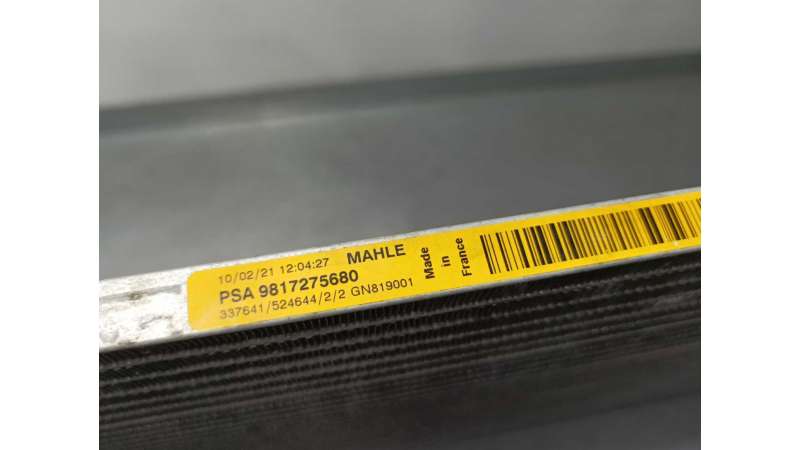 10/02/21 12:04:27 MAHLE
PSA 9817275680
337641/524644/2/2 GN819001
Made
in
France